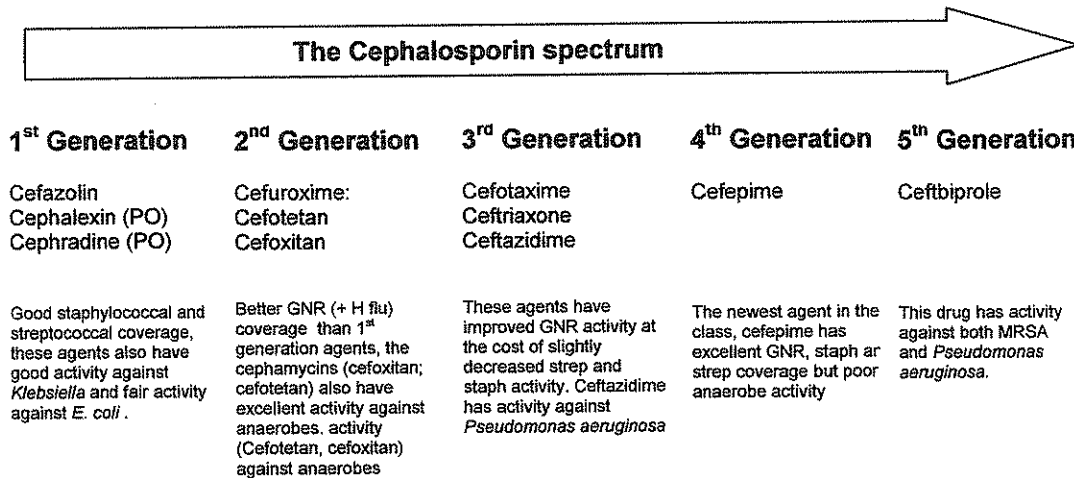 The Cephalosporin spectrum
1st Generation
Cefazolin
Cephalexin (PO)
Cephradine (PO)
Good staphylococcal and
streptococcal coverage,
these agents also have
good activity against
Klebsiella and fair activity
against E. coli .
2nd Generation
Cefuroxime:
Cefotetan
Cefoxitan
Better GNR (+ H flu)
coverage than 1st
generation agents, the
cephamycins (cefoxitan;
cefotetan) also have
excellent activity against
anaerobes. activity
(Cefotetan, cefoxitan)
against anaerobes
3rd Generation
Cefotaxime
Ceftriaxone
Ceftazidime
These agents have
improved GNR activity at
the cost of slightly
decreased strep and
staph activity. Ceftazidime
has activity against
Pseudomonas aeruginosa
4th Generation
Cefepime
The newest agent in the
class, cefepime has
excellent GNR, staph ar
strep coverage but poor
anaerobe activity
5th Generation
Ceftbiprole
This drug has activity
against both MRSA
and Pseudomonas
aeruginosa.